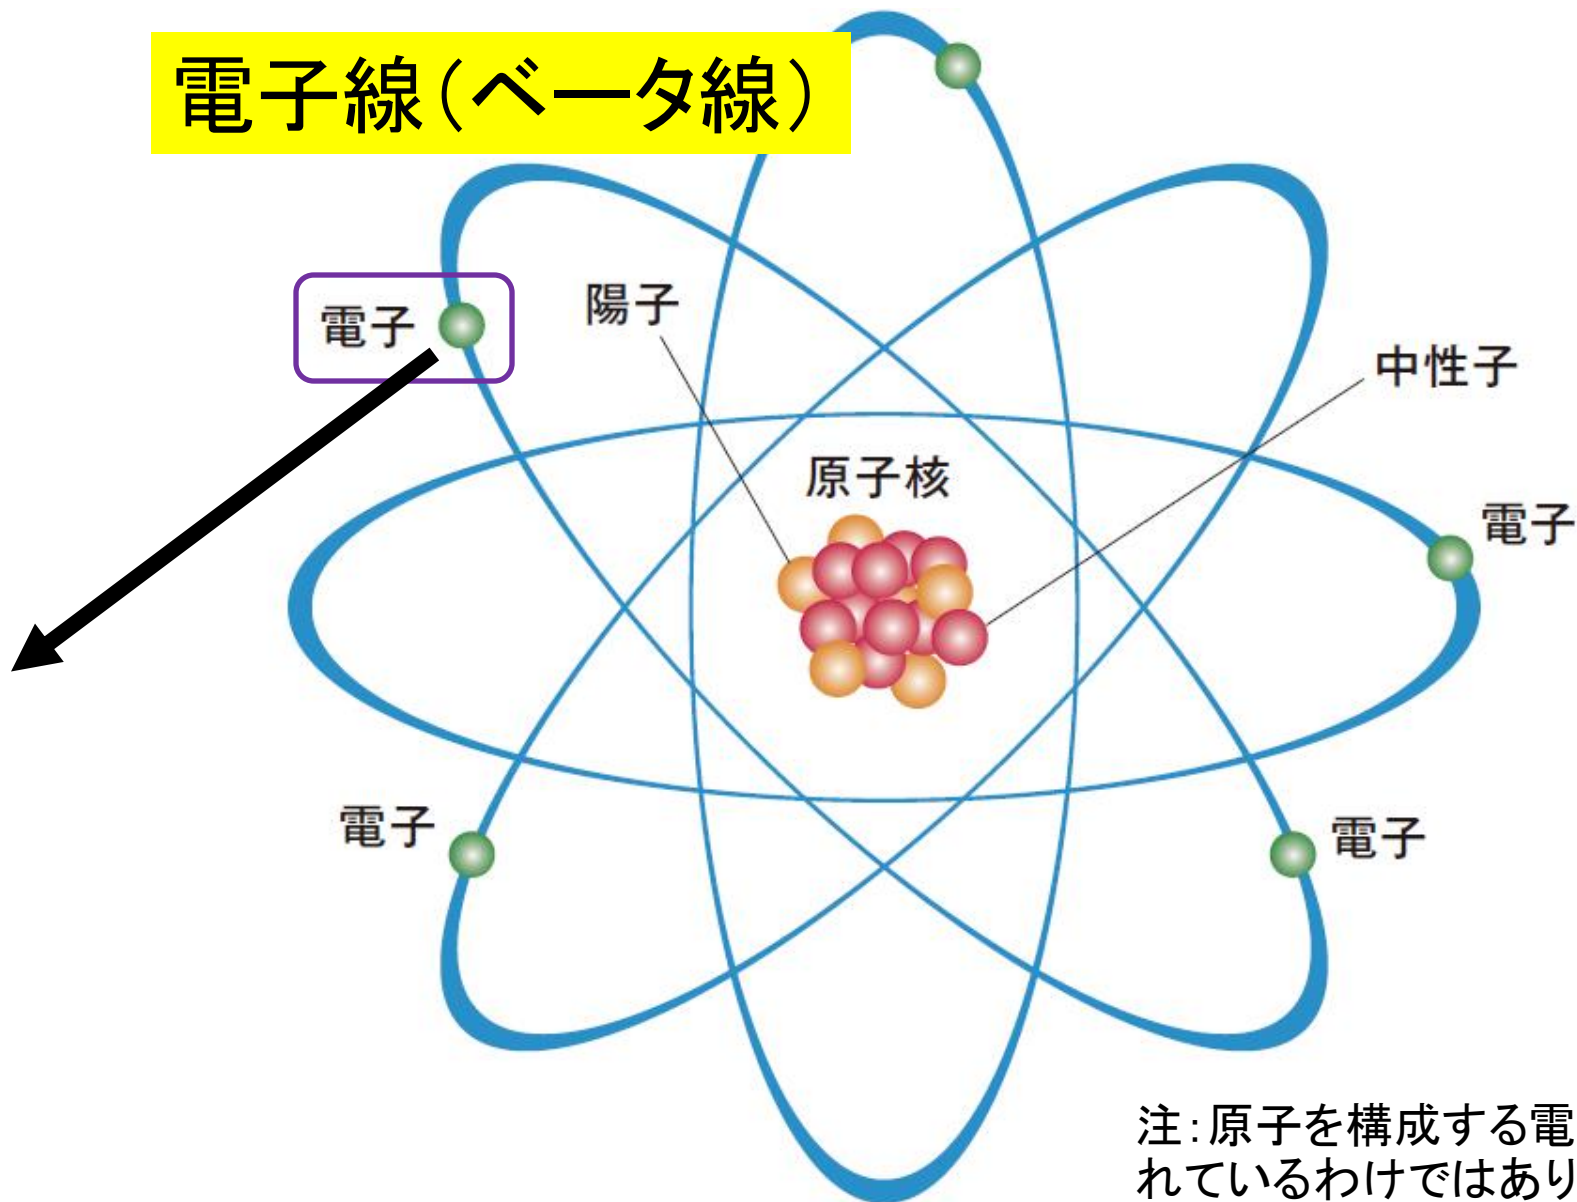 電子線(ベータ線)
電子
陽子
中性子
原子核
電子
電子
電子
注:原子を構成する電
れているわけではあり